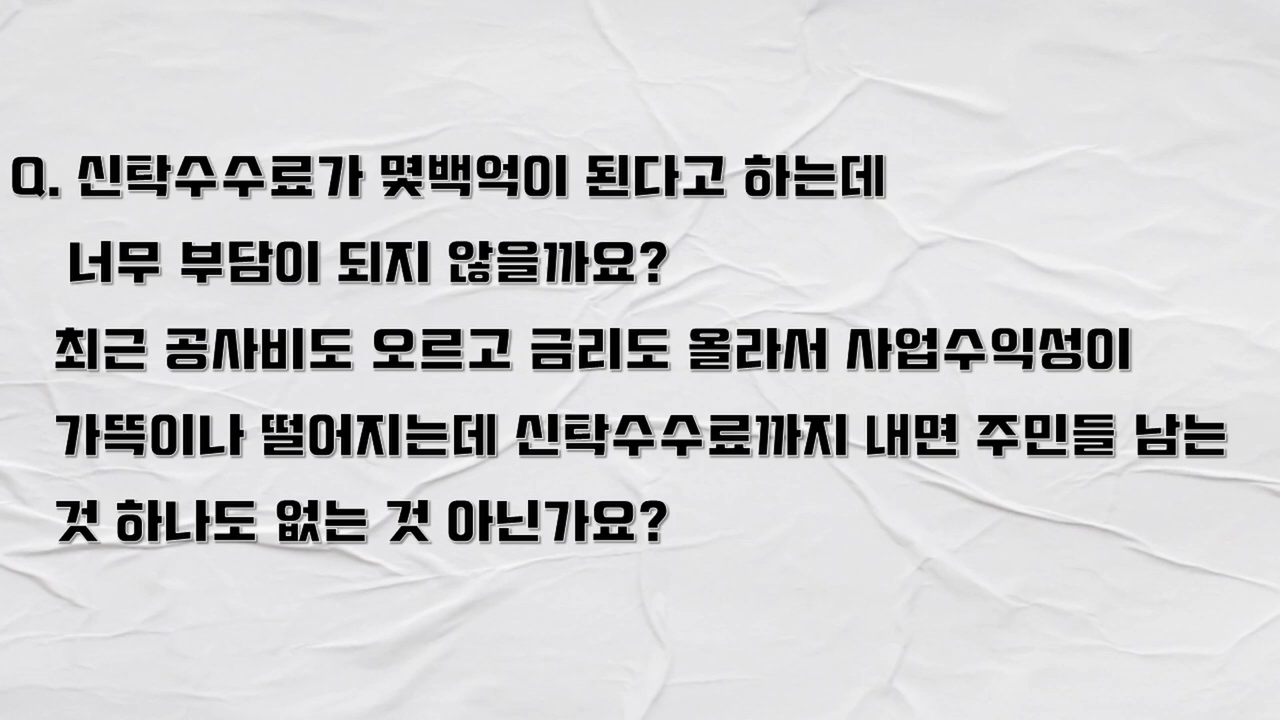 Q. 신탁수수료가 몇백억이 된다고 하는데
너무 부담이 되지 않을까요?
최근 공사비도 오르고 금리도 올라서 사업수익성이
가뜩이나 떨어지는데 신탁수수료까지 내면 주민들 남는
것 하나도 없는 것 아닌가요?